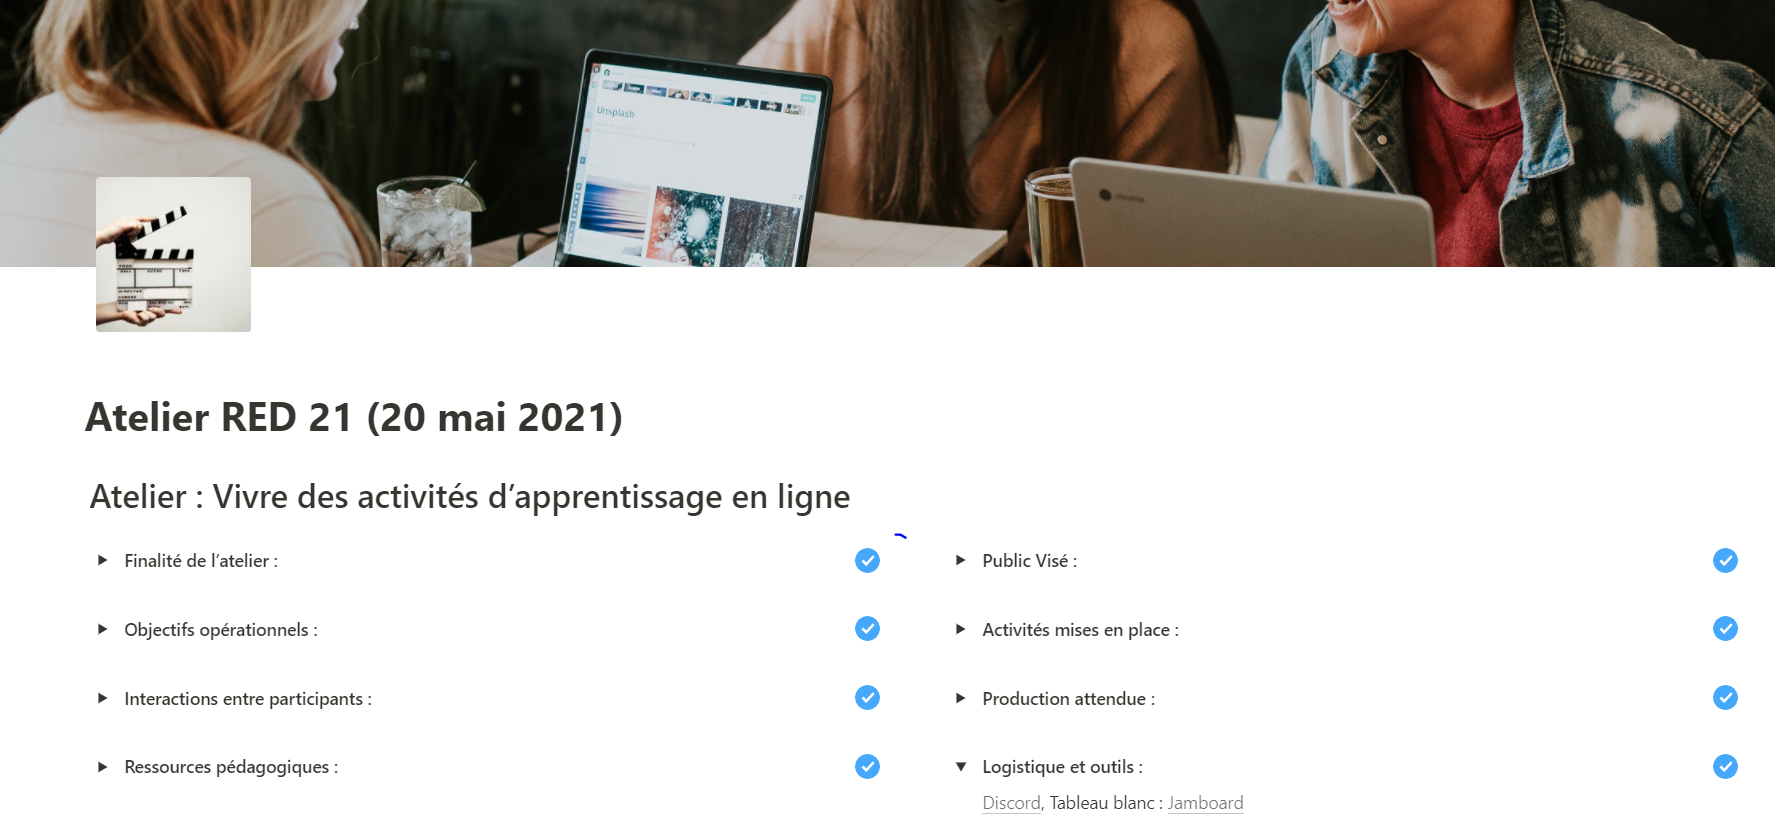 Unsplash
chrome
Atelier RED 21 (20 mai 2021)
Atelier : Vivre des activités d’apprentissage en ligne
Finalité de l’atelier :
Public Visé :
Objectifs opérationnels :
Activités mises en place :
Interactions entre participants :
Production attendue :
Ressources pédagogiques :
Logistique et outils :
Discord, Tableau blanc : Jamboard